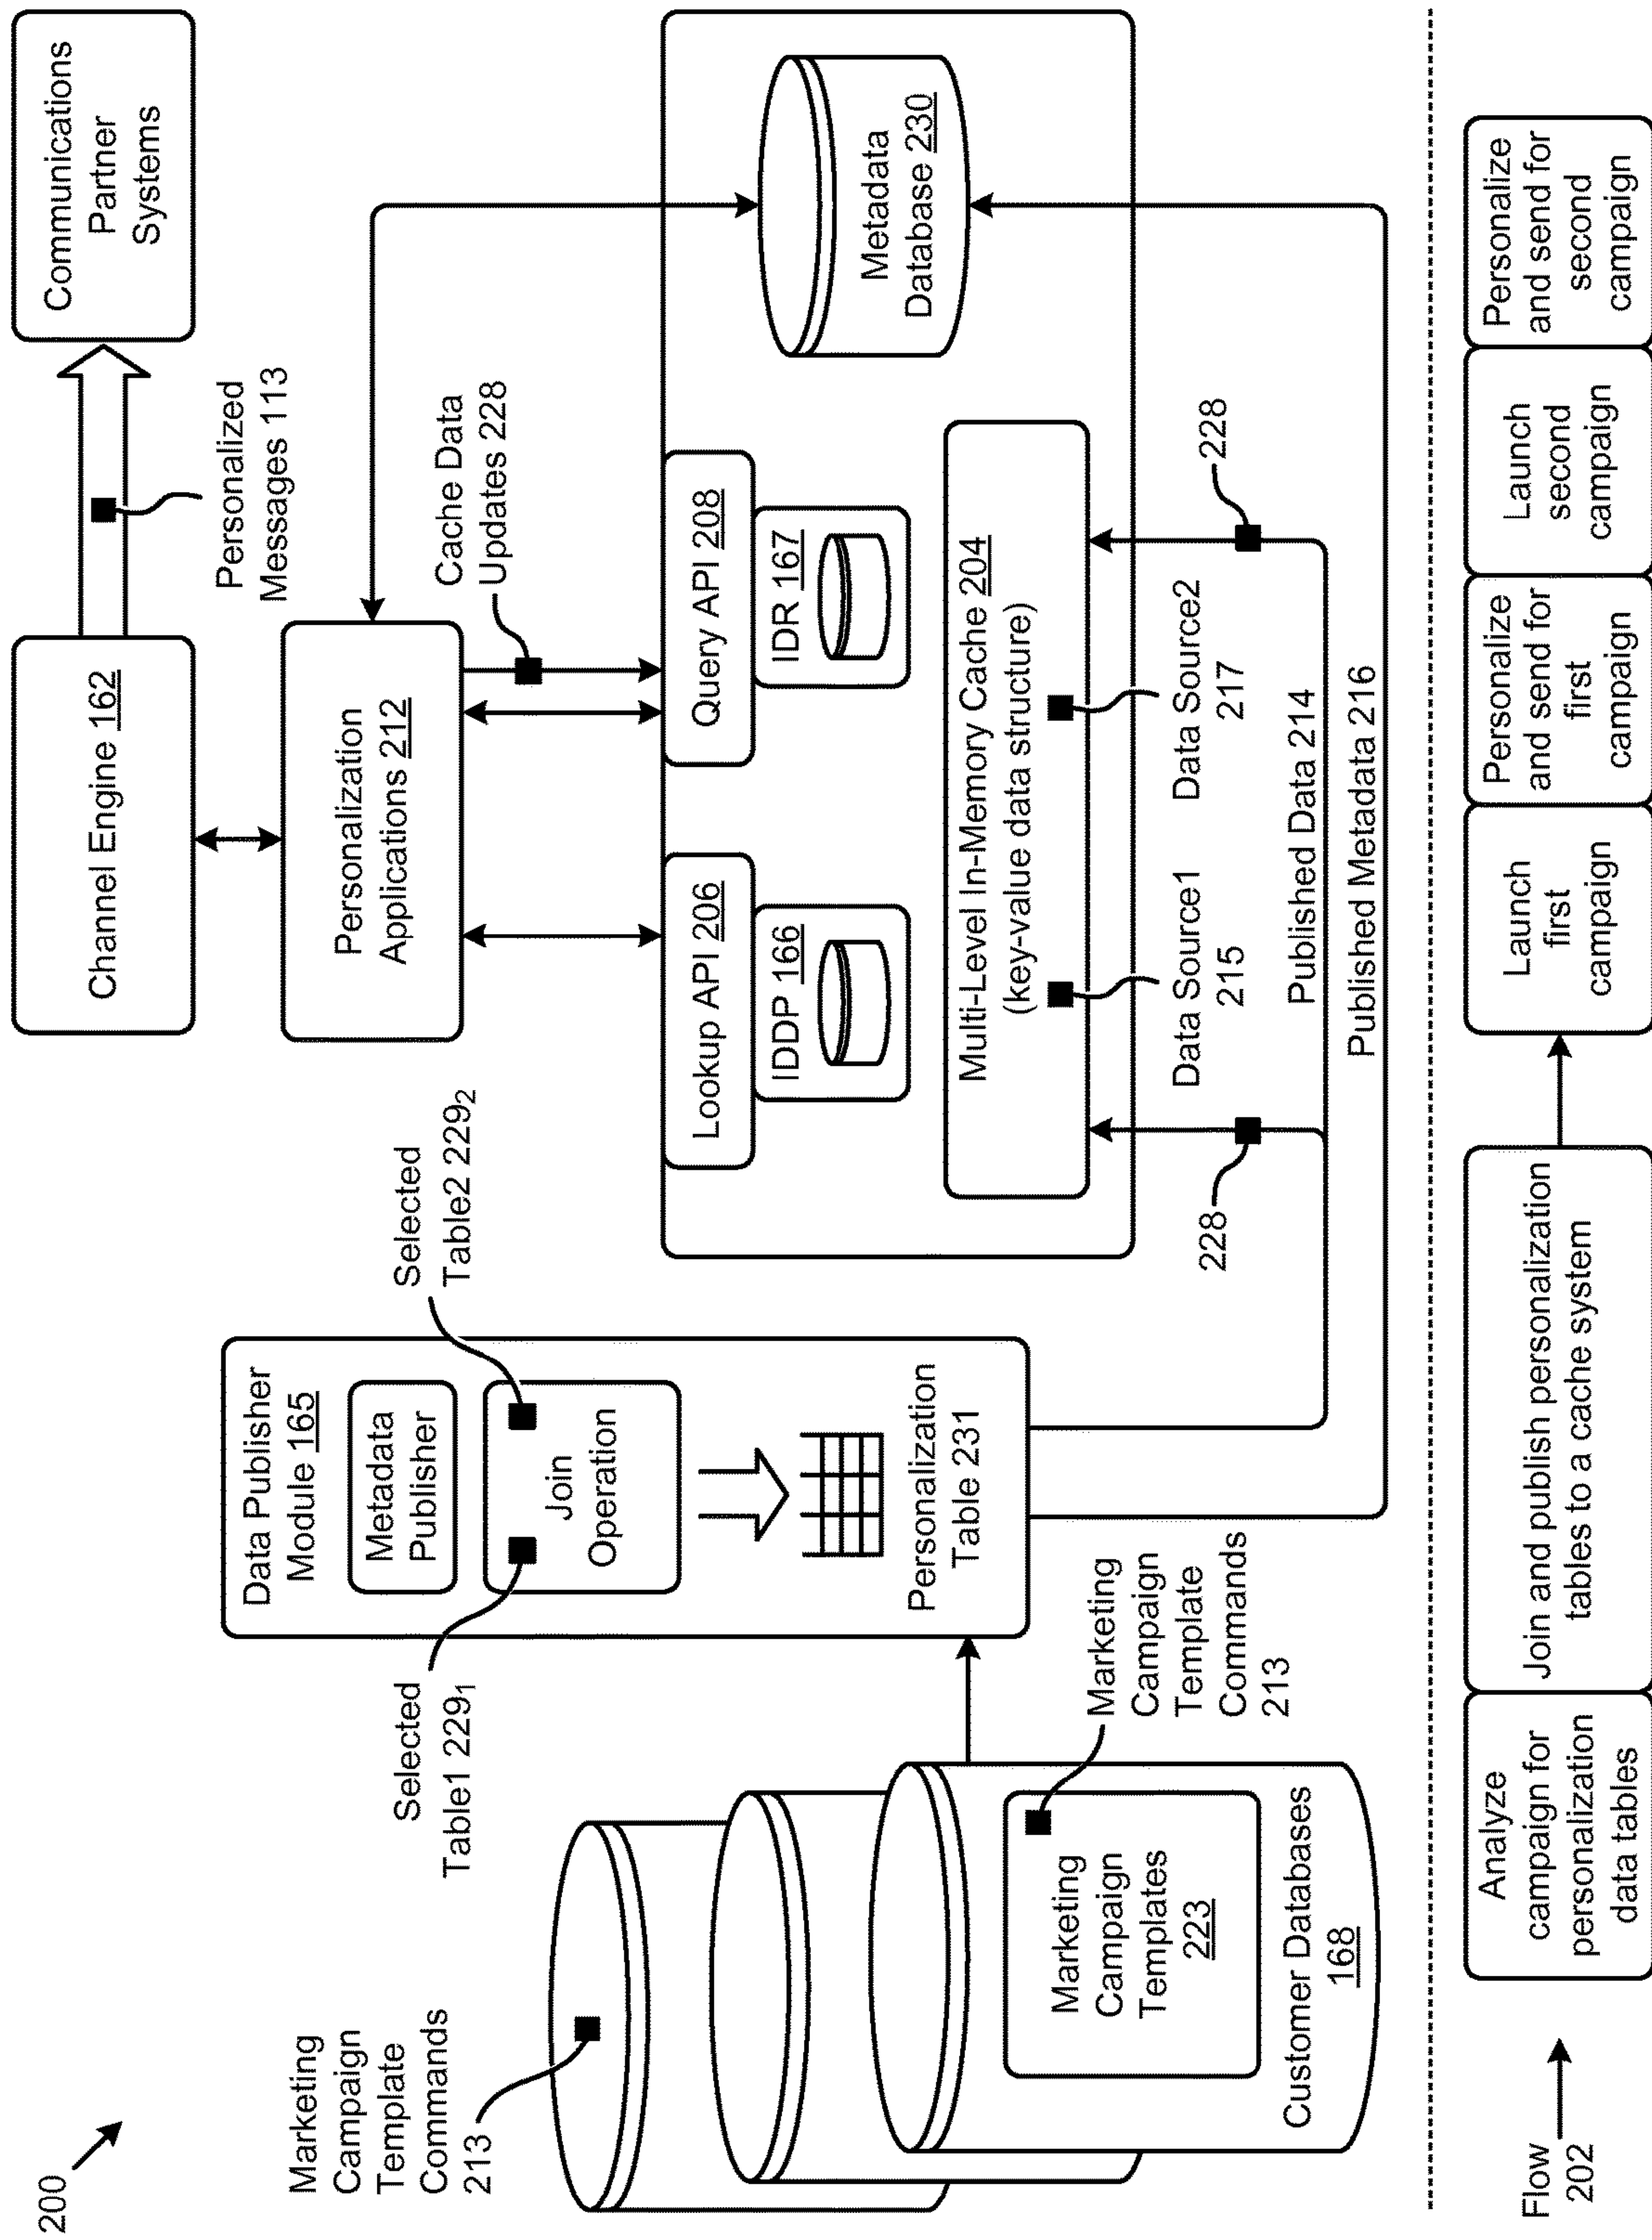 200
Marketing
Campaign
Template
Commands
213
Marketing
Campaign
Templates
223
Customer Databases
168
Marketing
Campaign
Template
Commands
213
Data Publisher
Module 165
Metadata
Publisher
Join
Operation
Selected
Table1 229₁
Selected
Table2 229₂
Personalization
Table 231
Channel Engine 162
Personalized
Messages 113
Communications
Partner
Systems
Personalization
Applications 212
Cache Data
Updates 228
Lookup API 206
IDDP 166
Query API 208
IDR 167
Multi-Level In-Memory Cache 204
(key-value data structure)
Metadata
Database 230
Data Source1
215
Data Source2
217
228
228
Published Data 214
Published Metadata 216
Flow
202
Analyze
campaign for
personalization
data tables
Join and publish personalization
tables to a cache system
Launch
first
campaign
Personalize
and send for
first
campaign
Launch
second
campaign
Personalize
and send for
second
campaign